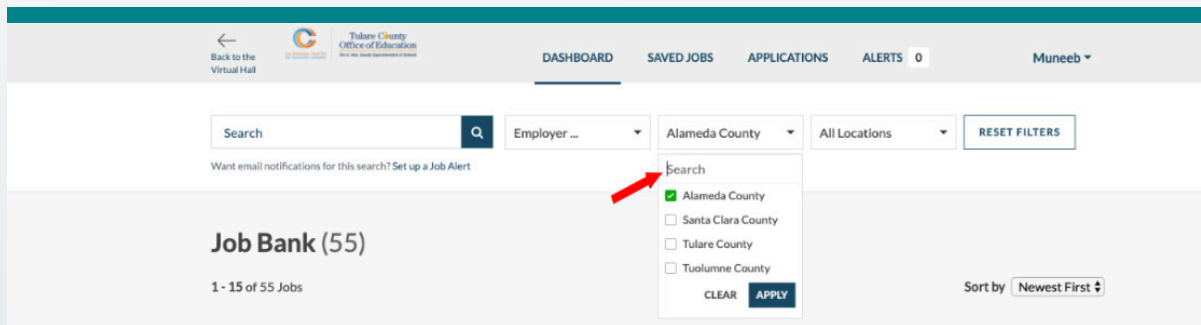 Back to the
Virtual Hall
Tulare County
Office of Education
DASHBOARD
SAVED JOBS
APPLICATIONS
ALERTS 0
Muneeb
Search
Employer ...
Alameda County
All Locations
RESET FILTERS
Want email notifications for this search? Set up a Job Alert
Search
Alameda County
Santa Clara County
Tulare County
Tuolumne County
CLEAR APPLY
Job Bank (55)
1 - 15 of 55 Jobs
Sort by Newest First